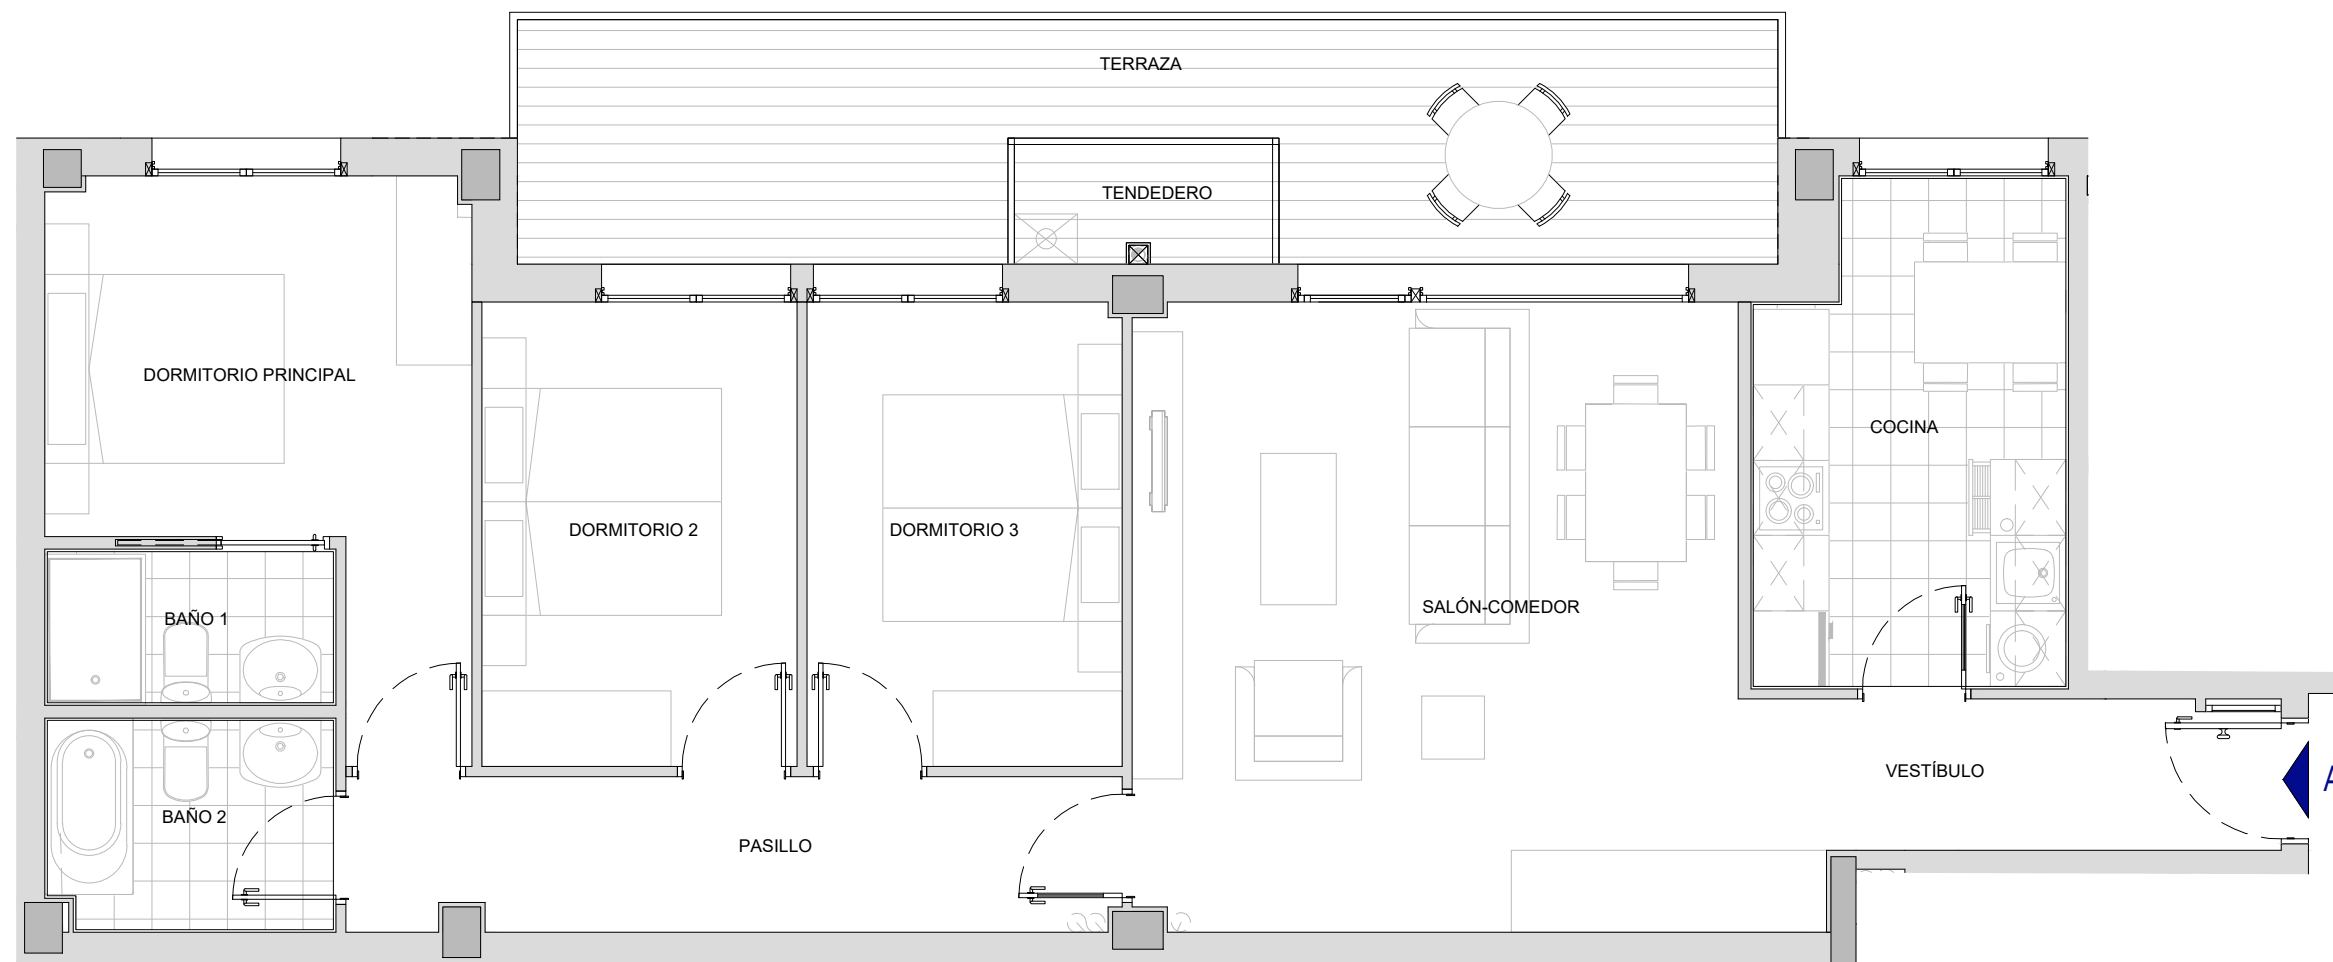 TERRAZA
TENDEDERO
DORMITORIO PRINCIPAL
COCINA
DORMITORIO 2
DORMITORIO 3
SALÓN-COMEDOR
BAÑO 1
VESTÍBULO
A
BAÑO 2
PASILLO